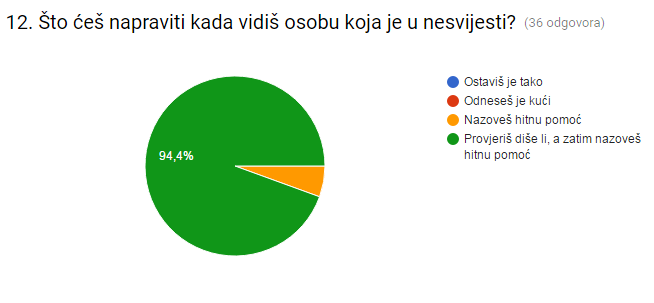 12. Što ćeš napraviti kada vidiš osobu koja je u nesvijesti? (36 odgovora)
94,4%
Ostaviš je tako
Odneseš je kući
Nazoveš hitnu pomoć
Provjeriš diše li, a zatim nazoveš
hitnu pomoć